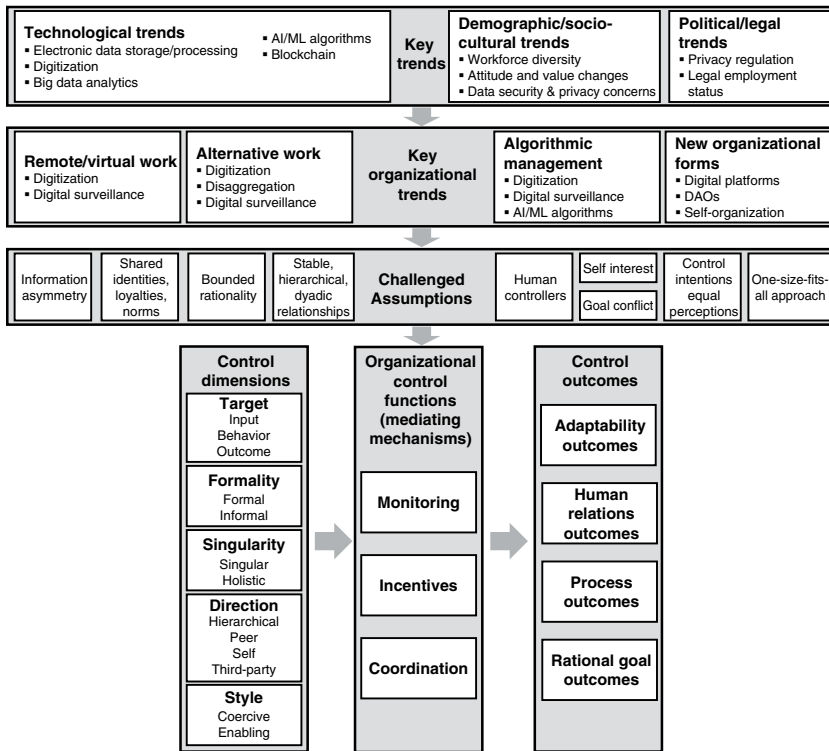 Technological trends
▪ Electronic data storage/processing
▪ Digitization
▪ Big data analytics
▪ AI/ML algorithms
▪ Blockchain
Key
trends
Demographic/socio-
cultural trends
▪ Workforce diversity
▪ Attitude and value changes
▪ Data security & privacy concerns
Political/legal
trends
▪ Privacy regulation
▪ Legal employment
status
Remote/virtual work
▪ Digitization
▪ Digital surveillance
Alternative work
▪ Digitization
▪ Disaggregation
▪ Digital surveillance
Key
organizational
trends
Algorithmic
management
▪ Digitization
▪ Digital surveillance
▪ AI/ML algorithms
New organizational
forms
▪ Digital platforms
▪ DAOs
▪ Self-organization
Information
asymmetry
Shared
identities,
loyalties,
norms
Bounded
rationality
Stable,
hierarchical,
dyadic
relationships
Challenged
Assumptions
Human
controllers
Self interest
Goal conflict
Control
intentions
equal
perceptions
One-size-fits-
all approach
Control
dimensions
Target
Input
Behavior
Outcome
Formality
Formal
Informal
Singularity
Singular
Holistic
Direction
Hierarchical
Peer
Self
Third-party
Style
Coercive
Enabling
Organizational
control
functions
(mediating
mechanisms)
Monitoring
Incentives
Coordination
Control
outcomes
Adaptability
outcomes
Human
relations
outcomes
Process
outcomes
Rational goal
outcomes